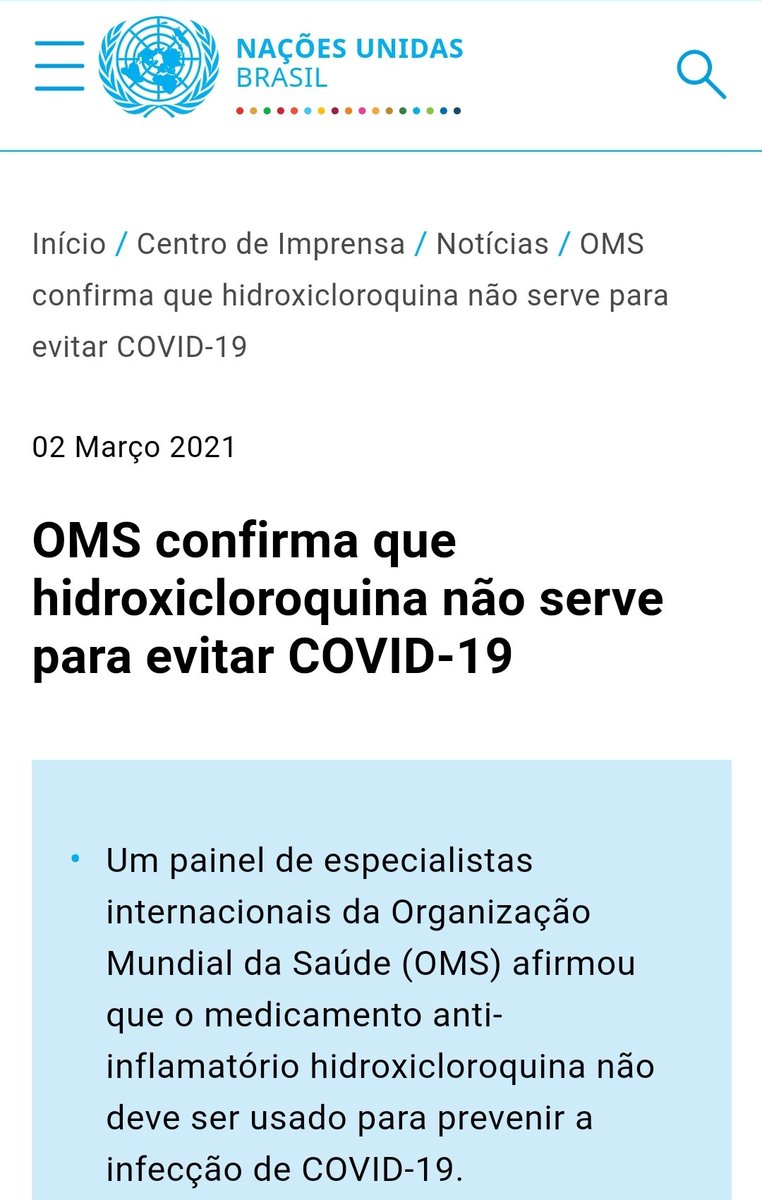 NAÇÕES UNIDAS
BRASIL
Início / Centro de Imprensa / Notícias / OMS
confirma que hidroxicloroquina não serve para
evitar COVID-19
02 Março 2021
OMS confirma que
hidroxicloroquina não serve
para evitar COVID-19
• Um painel de especialistas
internacionais da Organização
Mundial da Saúde (OMS) afirmou
que o medicamento anti-
inflamatório hidroxicloroquina não
deve ser usado para prevenir a
infecção de COVID-19.